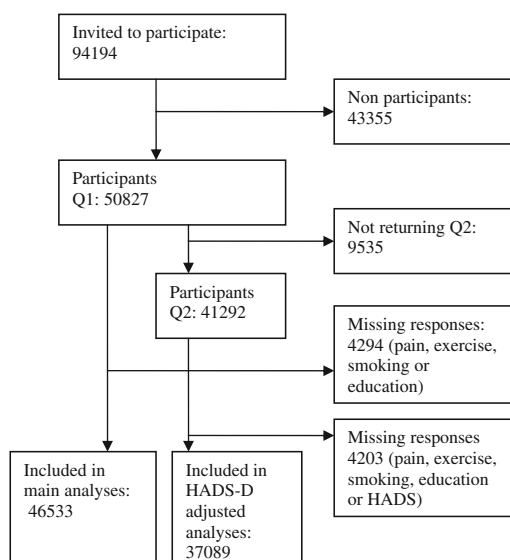 Invited to participate:
94194
Non participants:
43355
Participants
Q1: 50827
Not returning Q2:
9535
Participants
Q2: 41292
Missing responses:
4294 (pain, exercise,
smoking or
education)
Missing responses
4203 (pain, exercise,
smoking, education
or HADS)
Included in
main analyses:
46533
Included in
HADS-D
adjusted
analyses:
37089